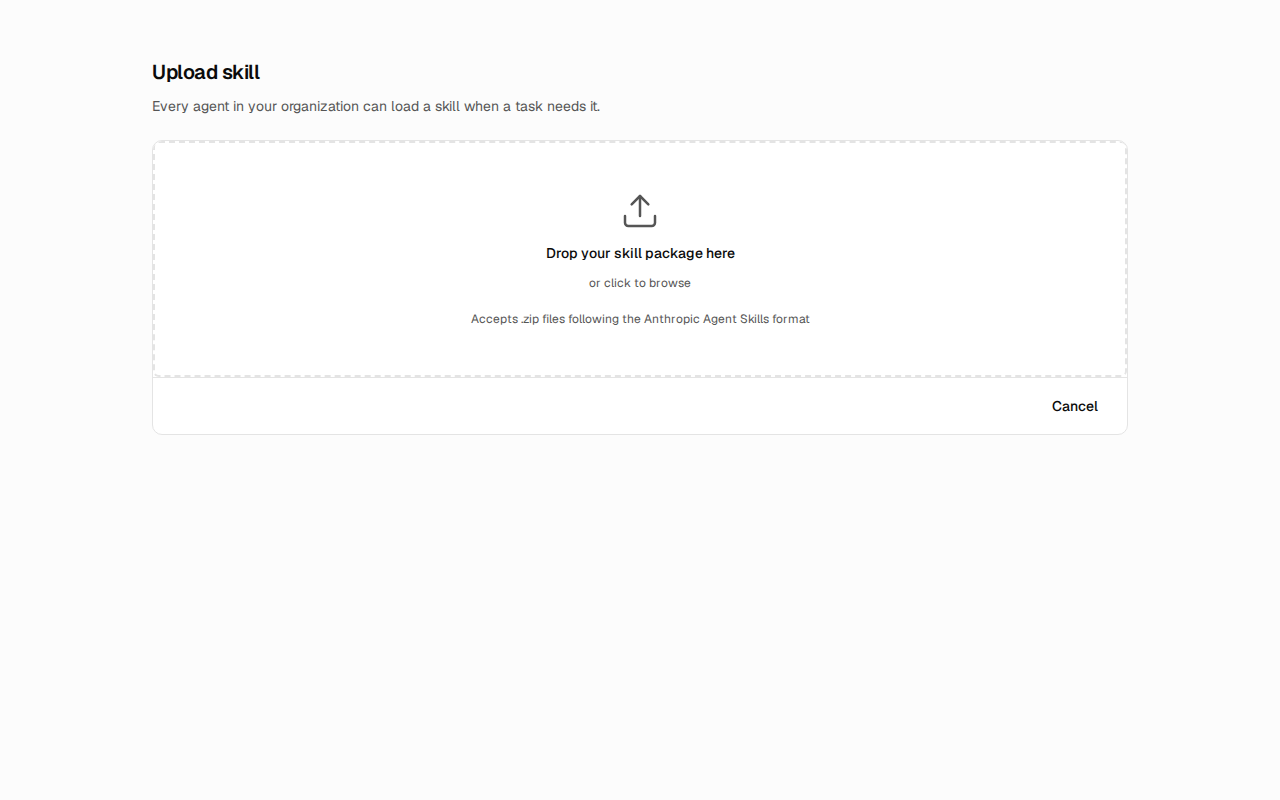 Upload skill
Every agent in your organization can load a skill when a task needs it.
Drop your skill package here
or click to browse
Accepts .zip files following the Anthropic Agent Skills format
Cancel